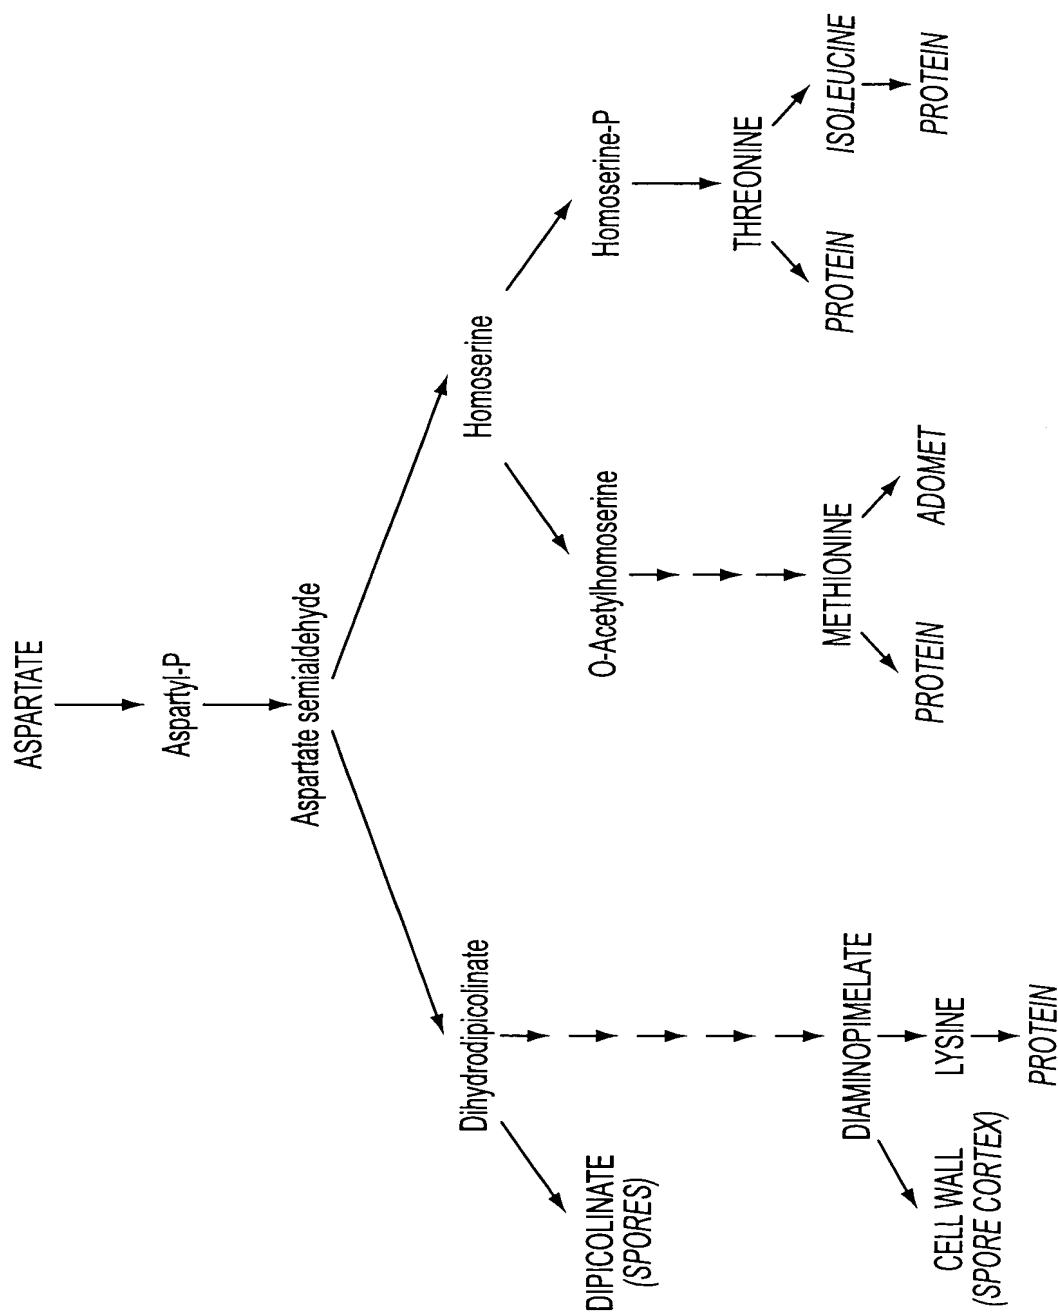 ASPARTATE
Aspartyl-P
Aspartate semialdehyde
Dihydrodipicolinate
Homoserine
DIPICOLINATE
(SPORES)
O-Acetylhomoserine
Homoserine-P
DIAMINOPIMELATE
METHIONINE
THREONINE
CELL WALL
(SPORE CORTEX)
LYSINE
PROTEIN
PROTEIN
ADOMET
PROTEIN
ISOLEUCINE
PROTEIN